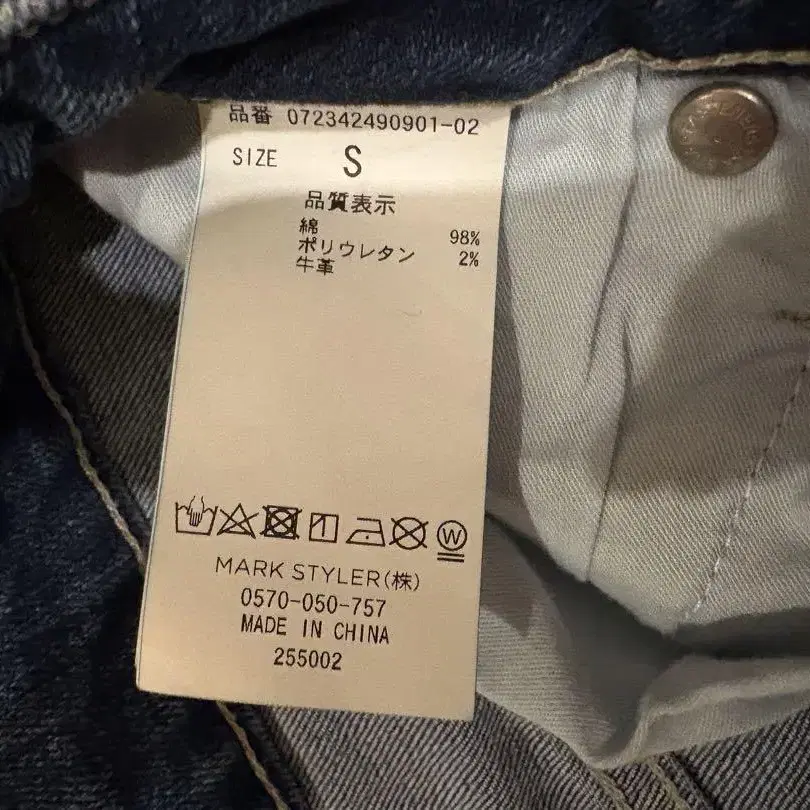 品番 072342490901-02
SIZE S
品質表示
綿 98%
ポリウレタン 2%
牛革
W
MARK STYLER(株)
0570-050-757
MADE IN CHINA
255002